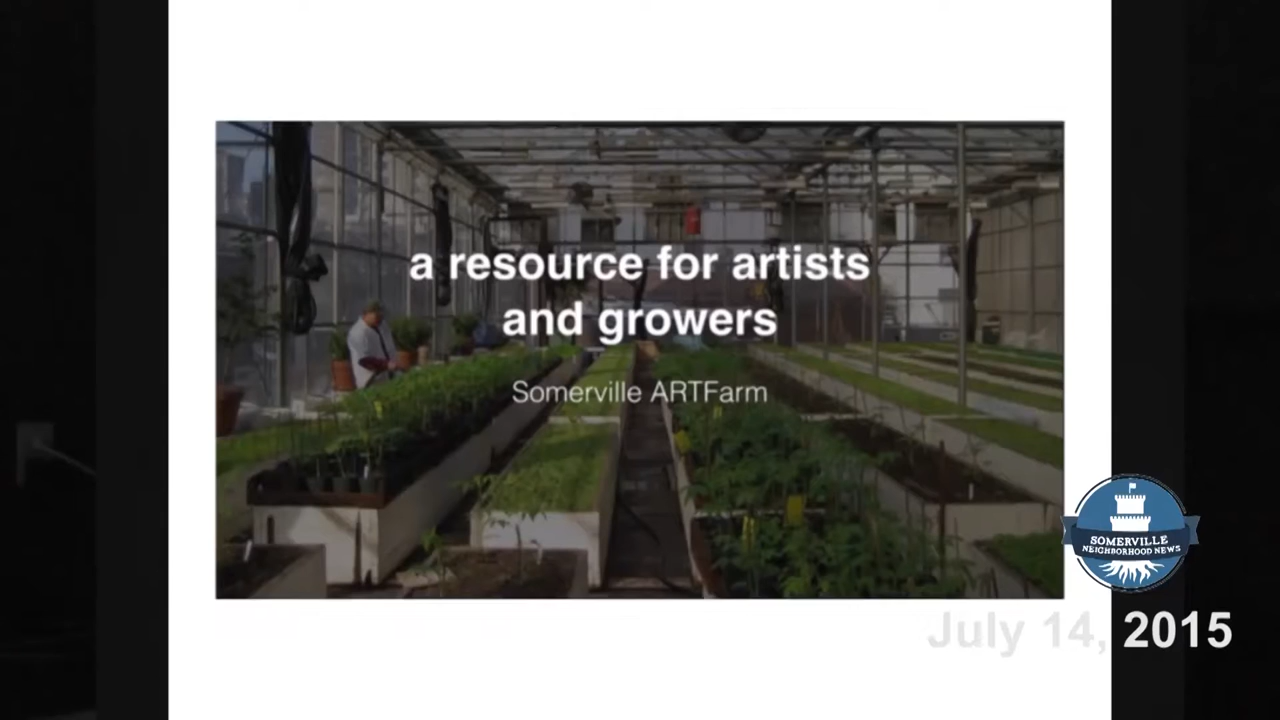 a resource for artists
and growers
Somerville ARTFarm
SOMERVILLE
NEIGHBORHOOD NEWS
July 14, 2015